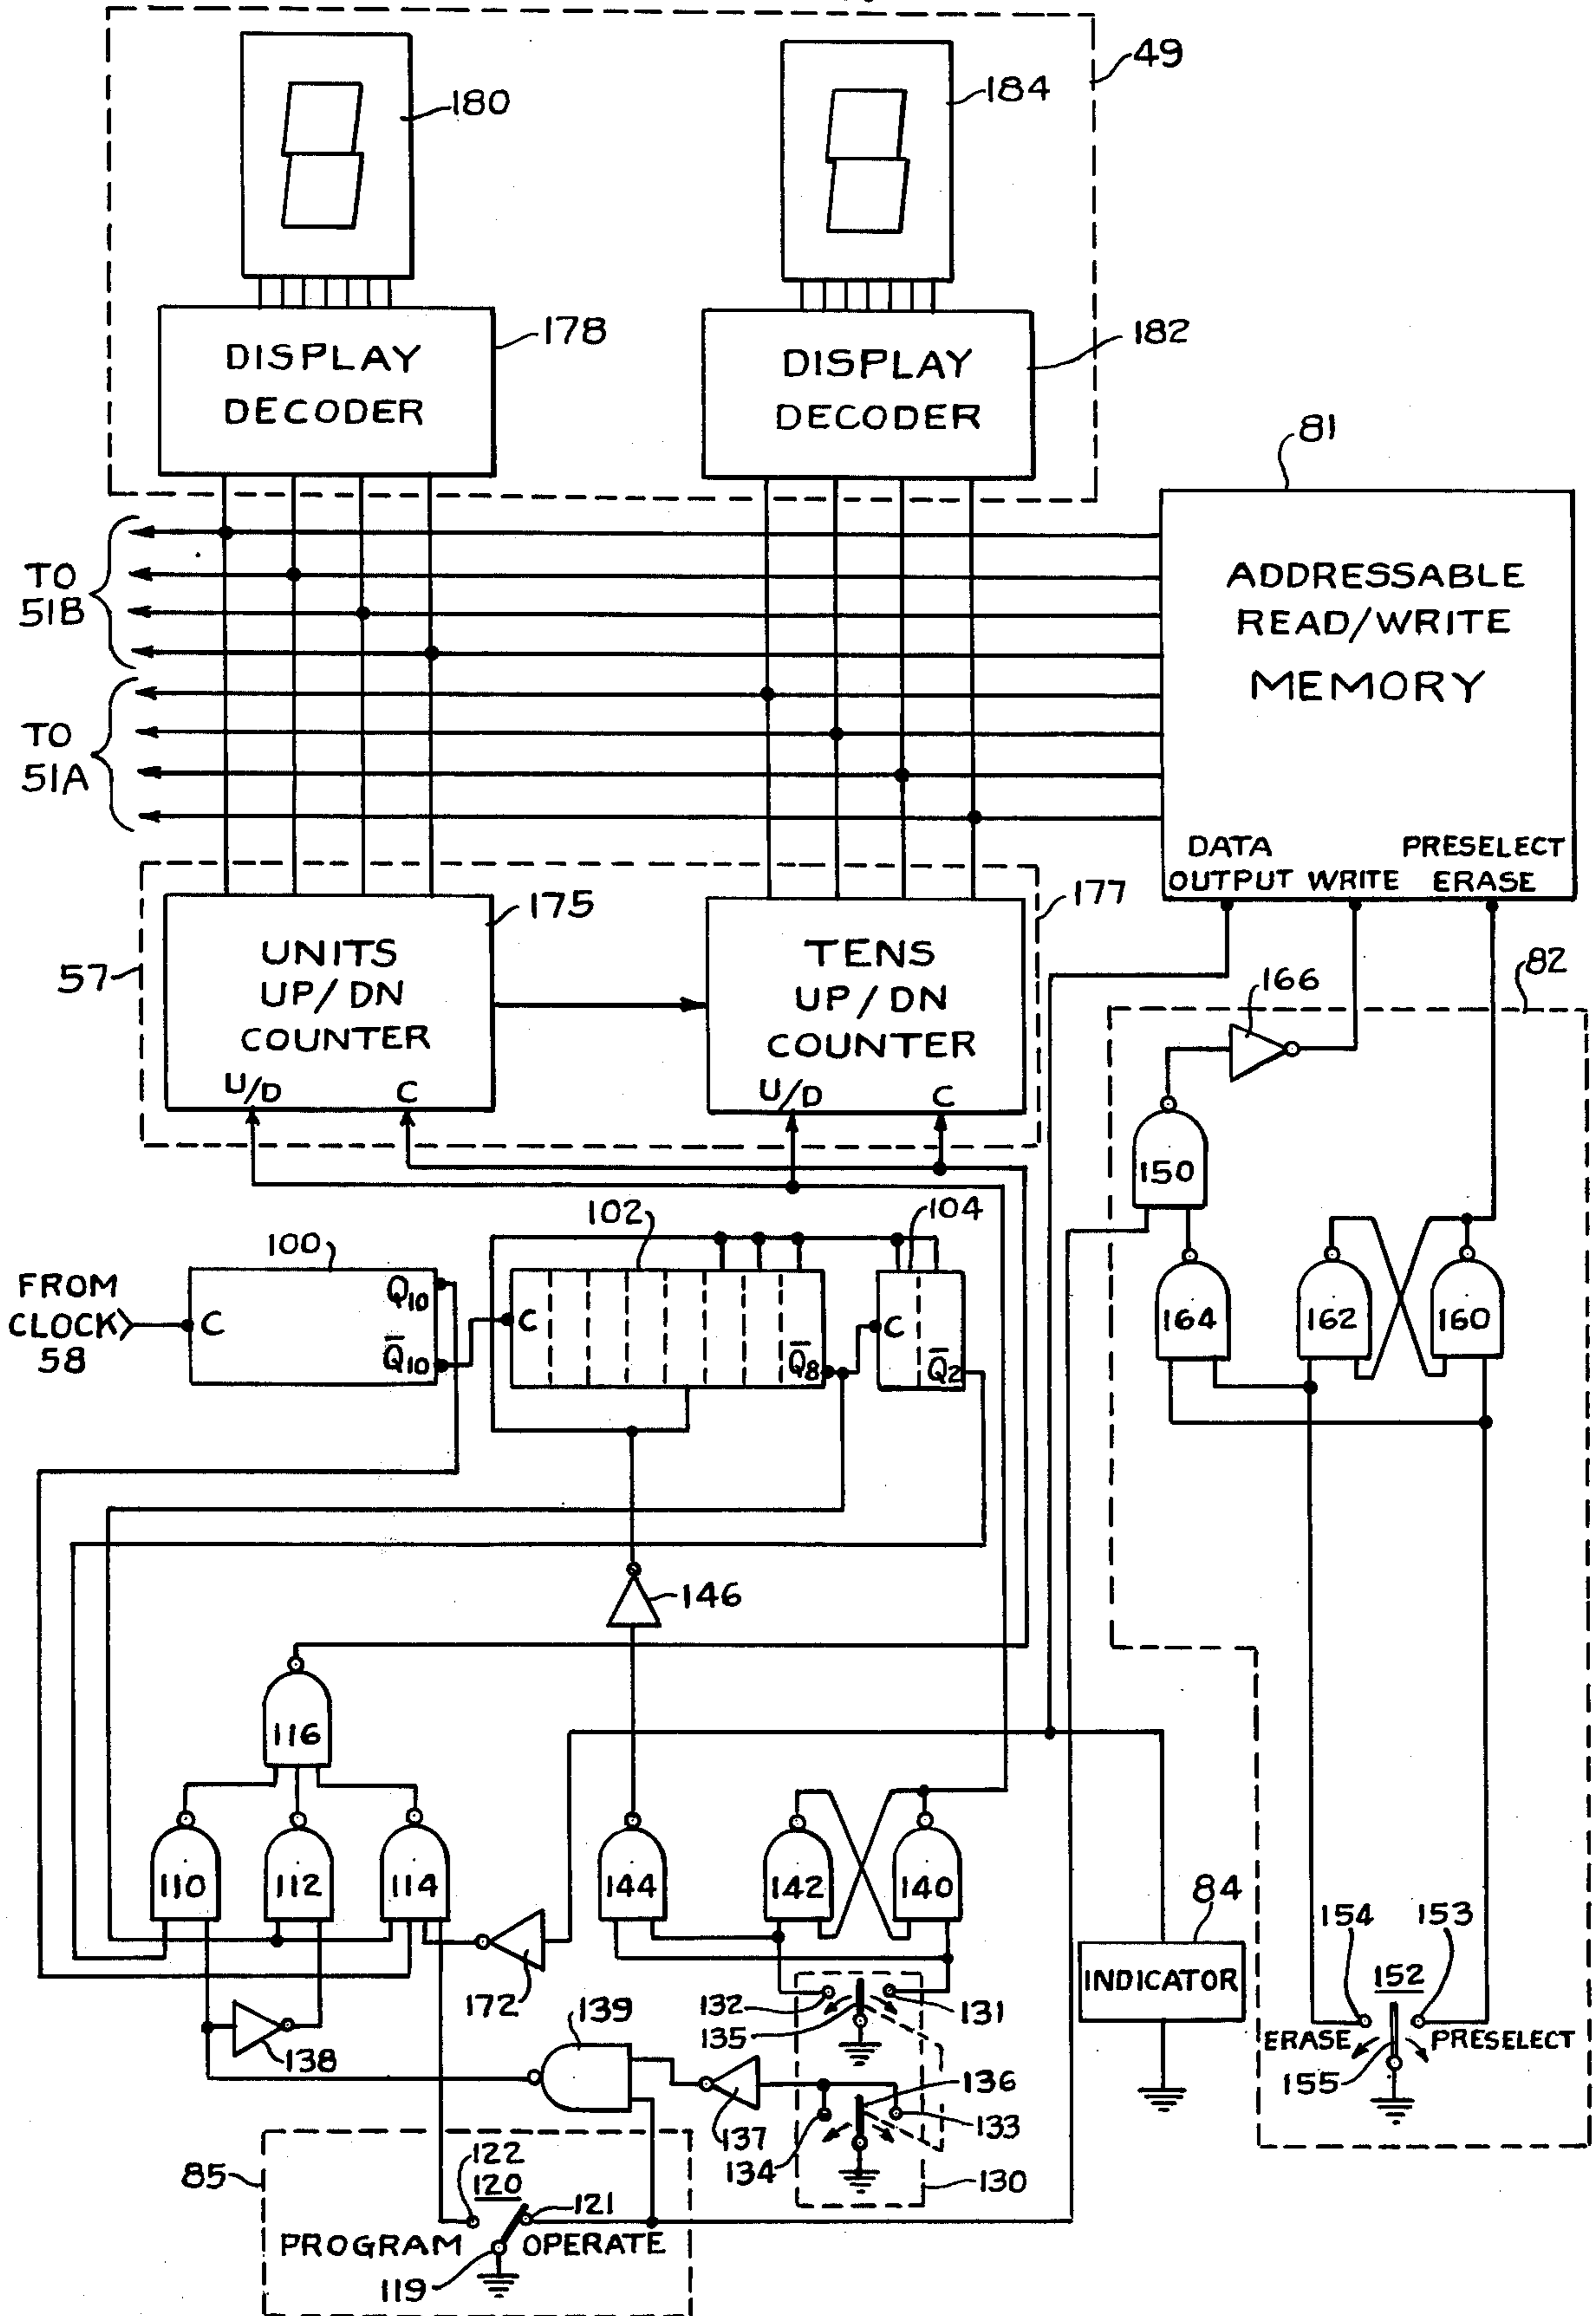 49
180
184
DISPLAY
DECODER
178
DISPLAY
DECODER
182
81
TO
51B
ADDRESSABLE
READ/WRITE
MEMORY
TO
51A
DATA
OUTPUT
WRITE
PRESELECT
ERASE
57
175
UNITS
UP/DN
COUNTER
U/D
C
177
TENS
UP/DN
COUNTER
U/D
C
82
166
150
164
162
160
FROM
CLOCK
58
100
C
Q10
Q̅10
102
C
Q̅8
104
C
Q̅2
146
116
110
112
114
144
142
140
172
138
139
137
132
135
131
136
133
134
130
84
INDICATOR
154
153
152
ERASE
PRESELECT
155
85
122
120
121
PROGRAM
OPERATE
119